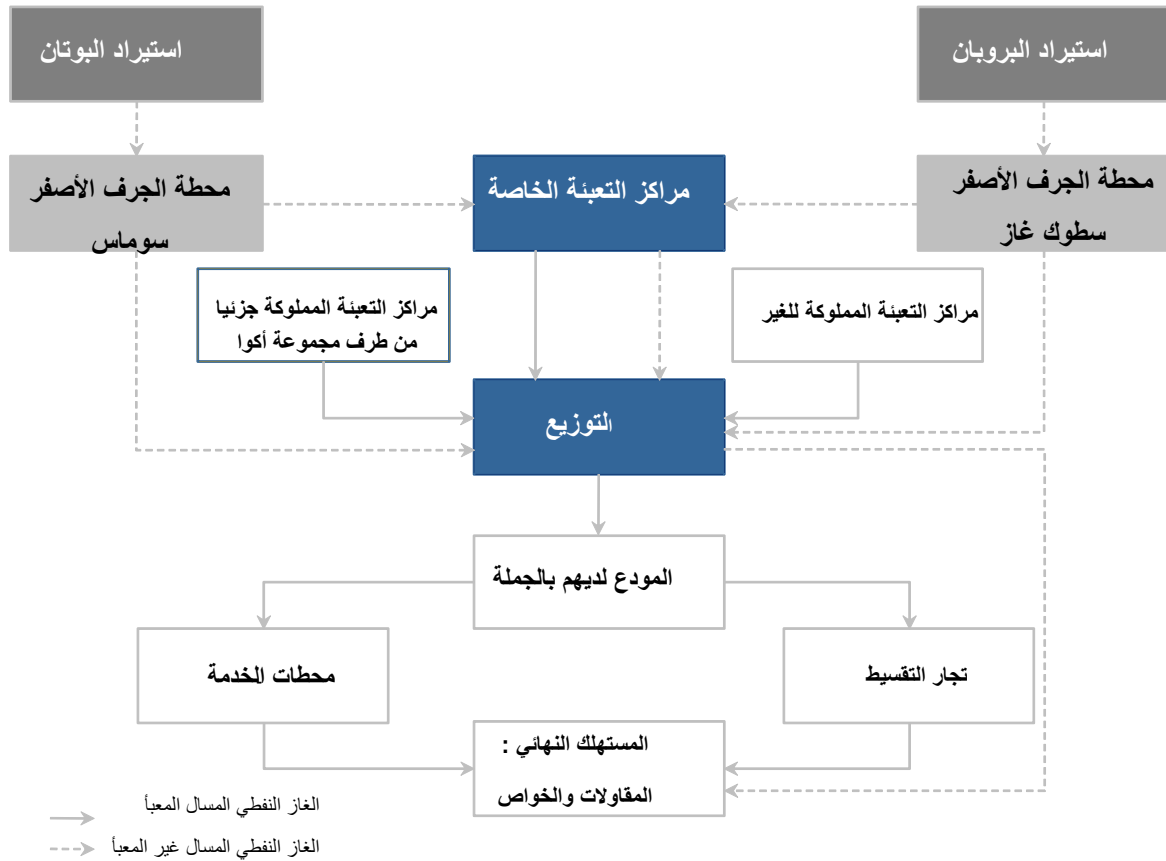 استيراد البروبان
استيراد البوتان
محطة الجرف الأصفر
سطوك غاز
مراكز التعبئة الخاصة
محطة الجرف الأصفر
سوماس
مراكز التعبئة المملوكة للغير
مراكز التعبئة المملوكة جزئيا
من طرف مجموعة أكوا
التوزيع
المودع لديهم بالجملة
تجار التقسيط
محطات الخدمة
المستهلك النهائي :
المقاولات والخواص
الغاز النفطي المسال المعبأ
الغاز النفطي المسال غير المعبأ